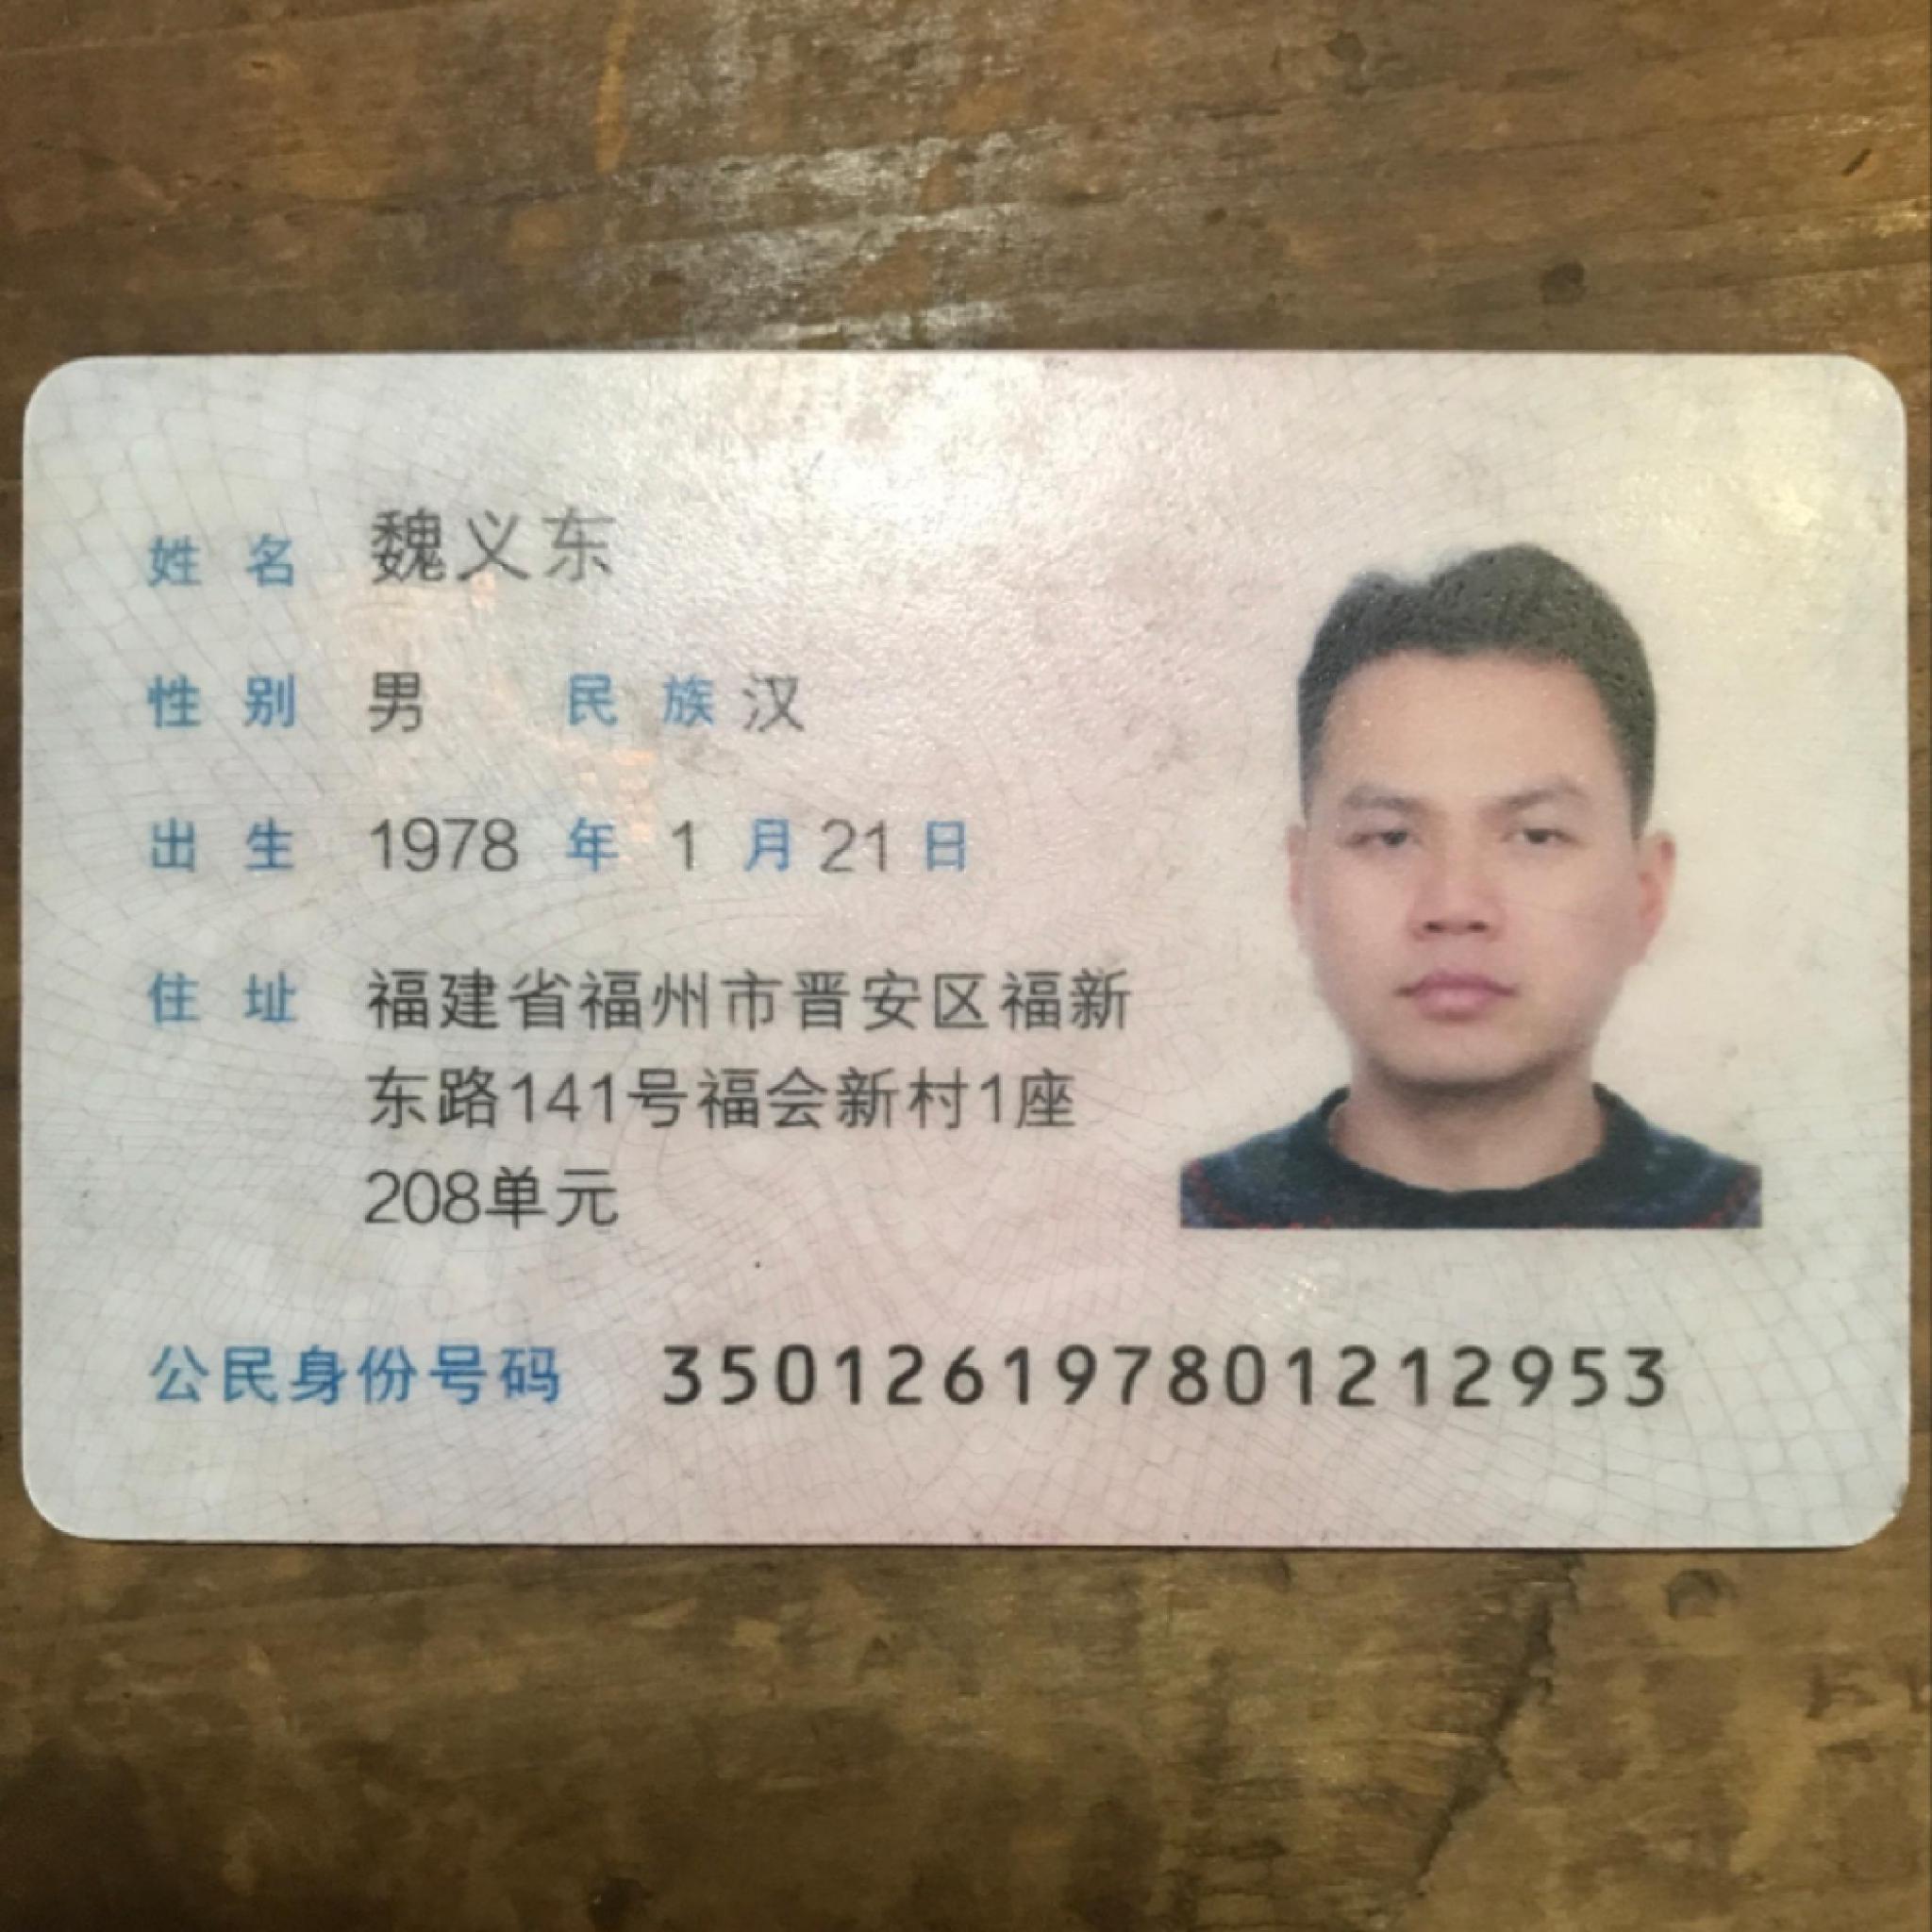 姓名 魏义东
性别 男 民族 汉
出生 1978 年 1 月 21 日
住址 福建省福州市晋安区福新
东路141号福会新村1座
208单元
公民身份号码 350126197801212953